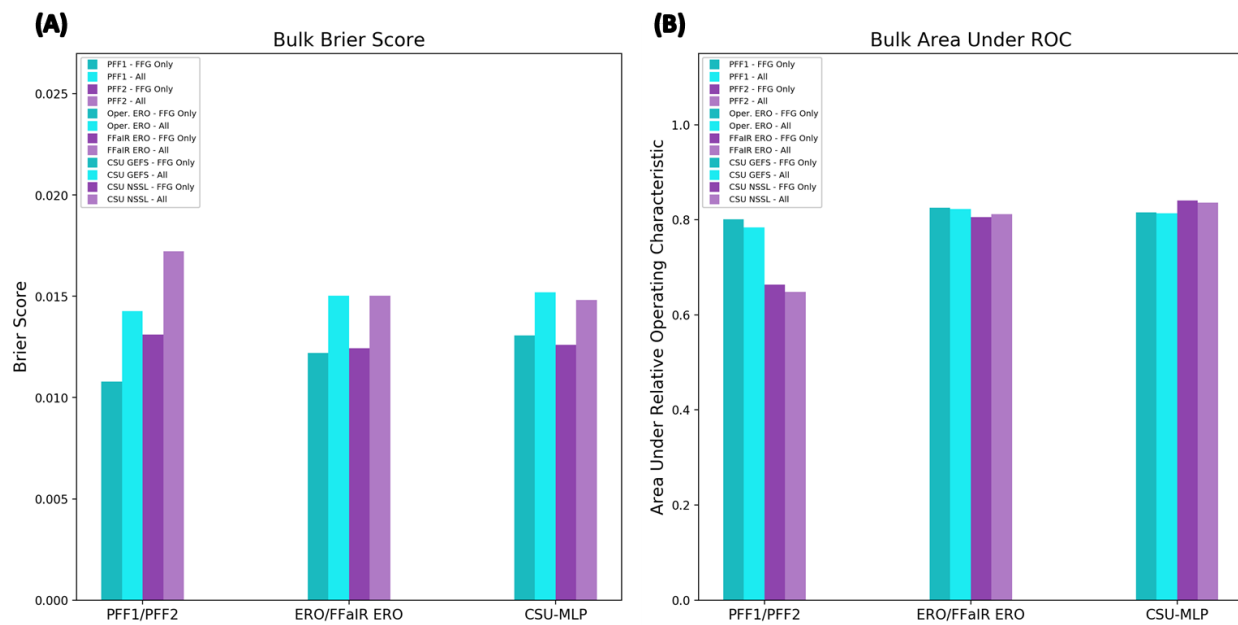 (A)
Bulk Brier Score
PFF1 - FFG Only
PFF1 - All
PFF2 - FFG Only
PFF2 - All
Oper. ERO - FFG Only
Oper. ERO - All
FFaIR ERO - FFG Only
FFaIR ERO - All
CSU GEFS - FFG Only
CSU GEFS - All
CSU NSSL - FFG Only
CSU NSSL - All
Brier Score
0.025
0.020
0.015
0.010
0.005
0.000
PFF1/PFF2
ERO/FFaIR ERO
CSU-MLP
(B)
Bulk Area Under ROC
PFF1 - FFG Only
PFF1 - All
PFF2 - FFG Only
PFF2 - All
Oper. ERO - FFG Only
Oper. ERO - All
FFaIR ERO - FFG Only
FFaIR ERO - All
CSU GEFS - FFG Only
CSU GEFS - All
CSU NSSL - FFG Only
CSU NSSL - All
Area Under Relative Operating Characteristic
1.0
0.8
0.6
0.4
0.2
0.0
PFF1/PFF2
ERO/FFaIR ERO
CSU-MLP